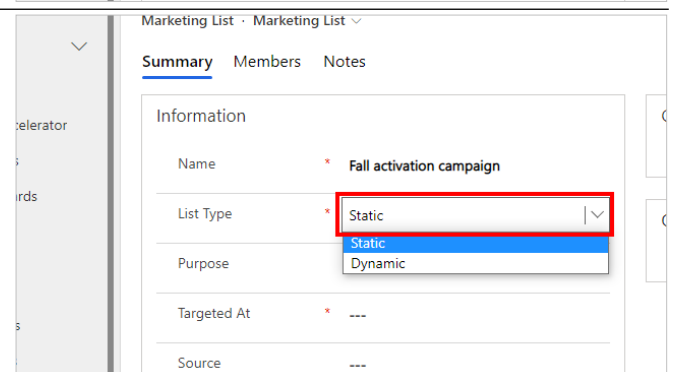 Marketing List · Marketing List
Summary Members Notes
Information
Name * Fall activation campaign
List Type * Static
Static
Dynamic
Purpose
Targeted At * ---
Source ---